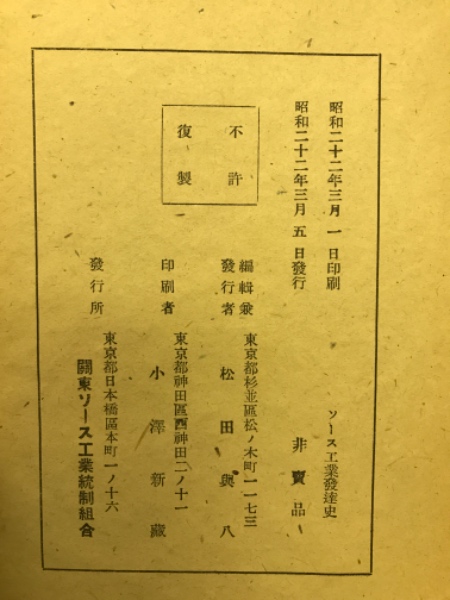 昭和二十二年三月一日印刷
昭和二十二年三月五日發行
ソース工業發達史
非賣品
不許
復製
編輯兼
發行者
東京都杉並區松ノ木町一一七三
松田與八
印刷者
東京都神田區西神田二ノ十一
小澤新藏
發行所
東京都日本橋區本町一ノ十六
關東ソース工業統制組合